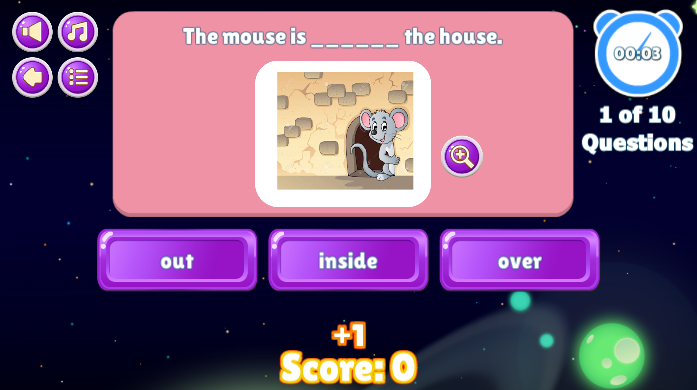 The mouse is ______ the house.
00:03
1 of 10
Questions
out
inside
over
+1
Score: 0